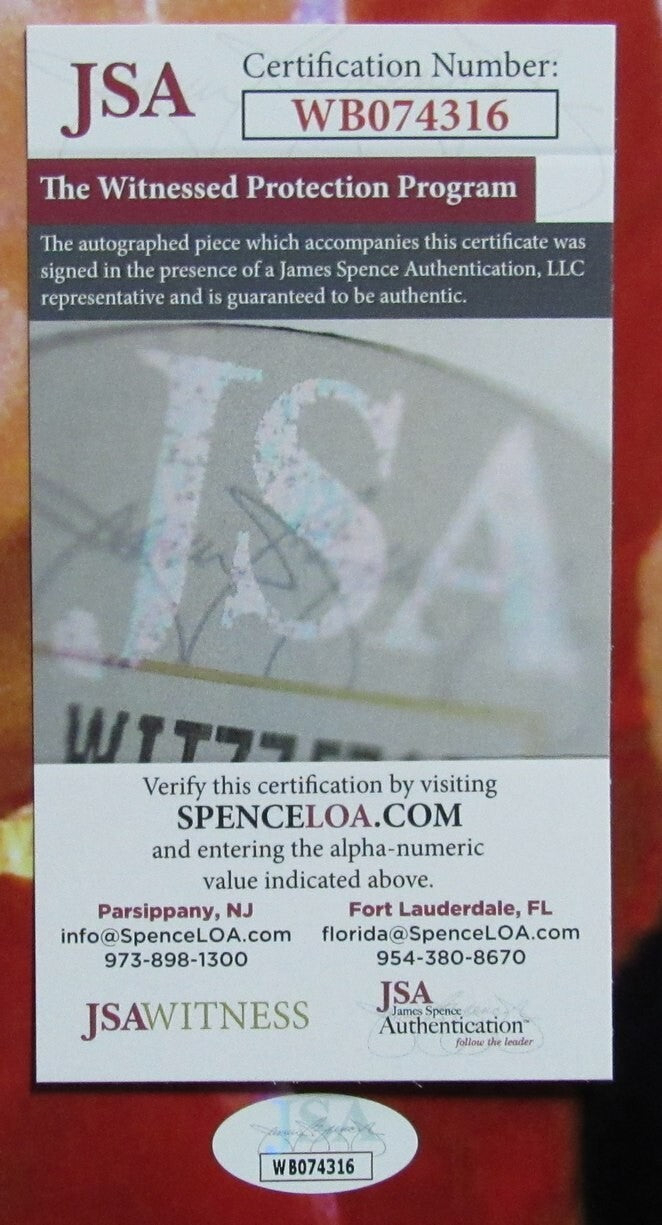 JSA
Certification Number:
WB074316
The Witnessed Protection Program
The autographed piece which accompanies this certificate was
signed in the presence of a James Spence Authentication, LLC
representative and is guaranteed to be authentic.
JSA
Verify this certification by visiting
SPENCELOA.COM
and entering the alpha-numeric
value indicated above.
Parsippany, NJ
info@SpenceLOA.com
973-898-1300
Fort Lauderdale, FL
florida@SpenceLOA.com
954-380-8670
JSAWITNESS
JSA
James Spence
Authentication™
follow the leader
JSA
WB074316